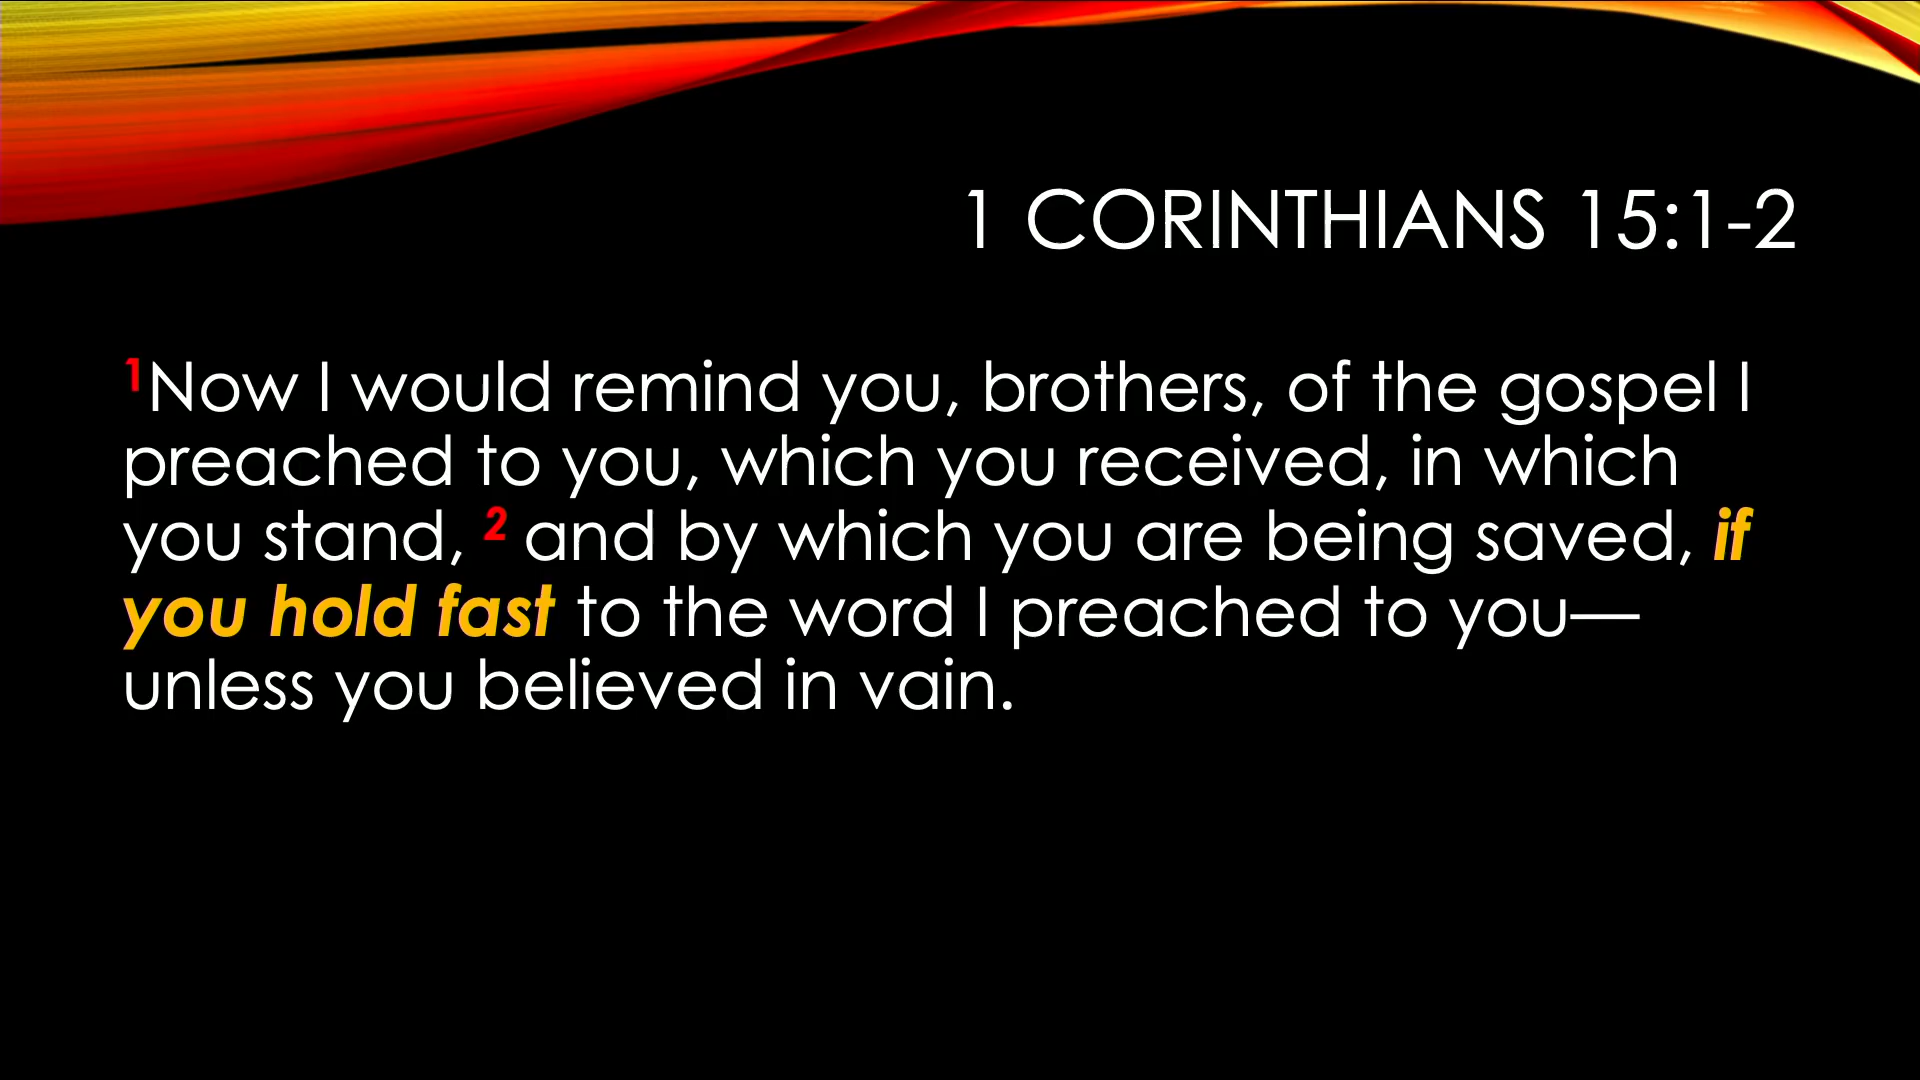 1 CORINTHIANS 15:1-2
1Now I would remind you, brothers, of the gospel I
preached to you, which you received, in which
you stand, 2 and by which you are being saved, if
you hold fast to the word I preached to you—
unless you believed in vain.